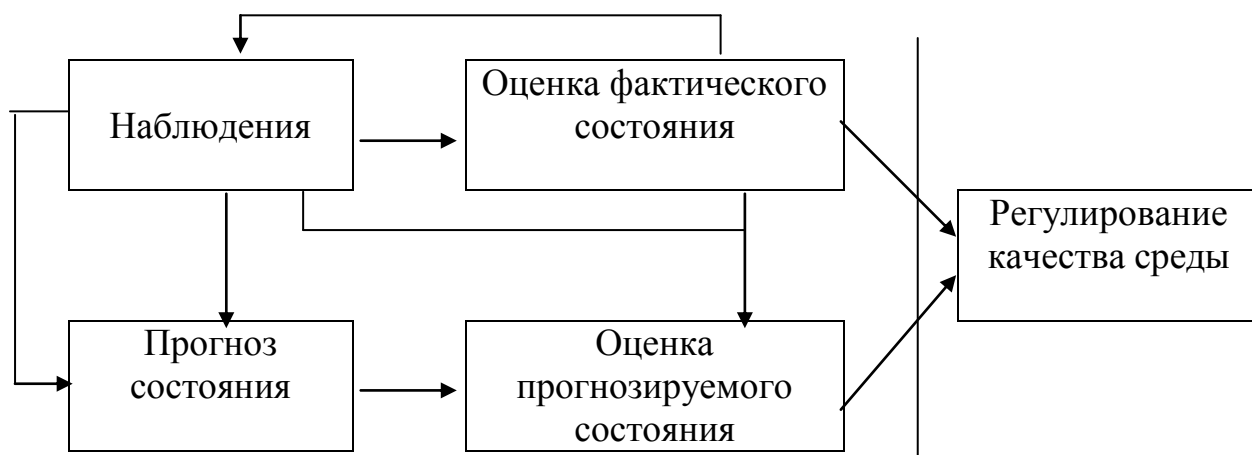 Наблюдения
Оценка фактического
состояния
Регулирование
качества среды
Прогноз
состояния
Оценка
прогнозируемого
состояния